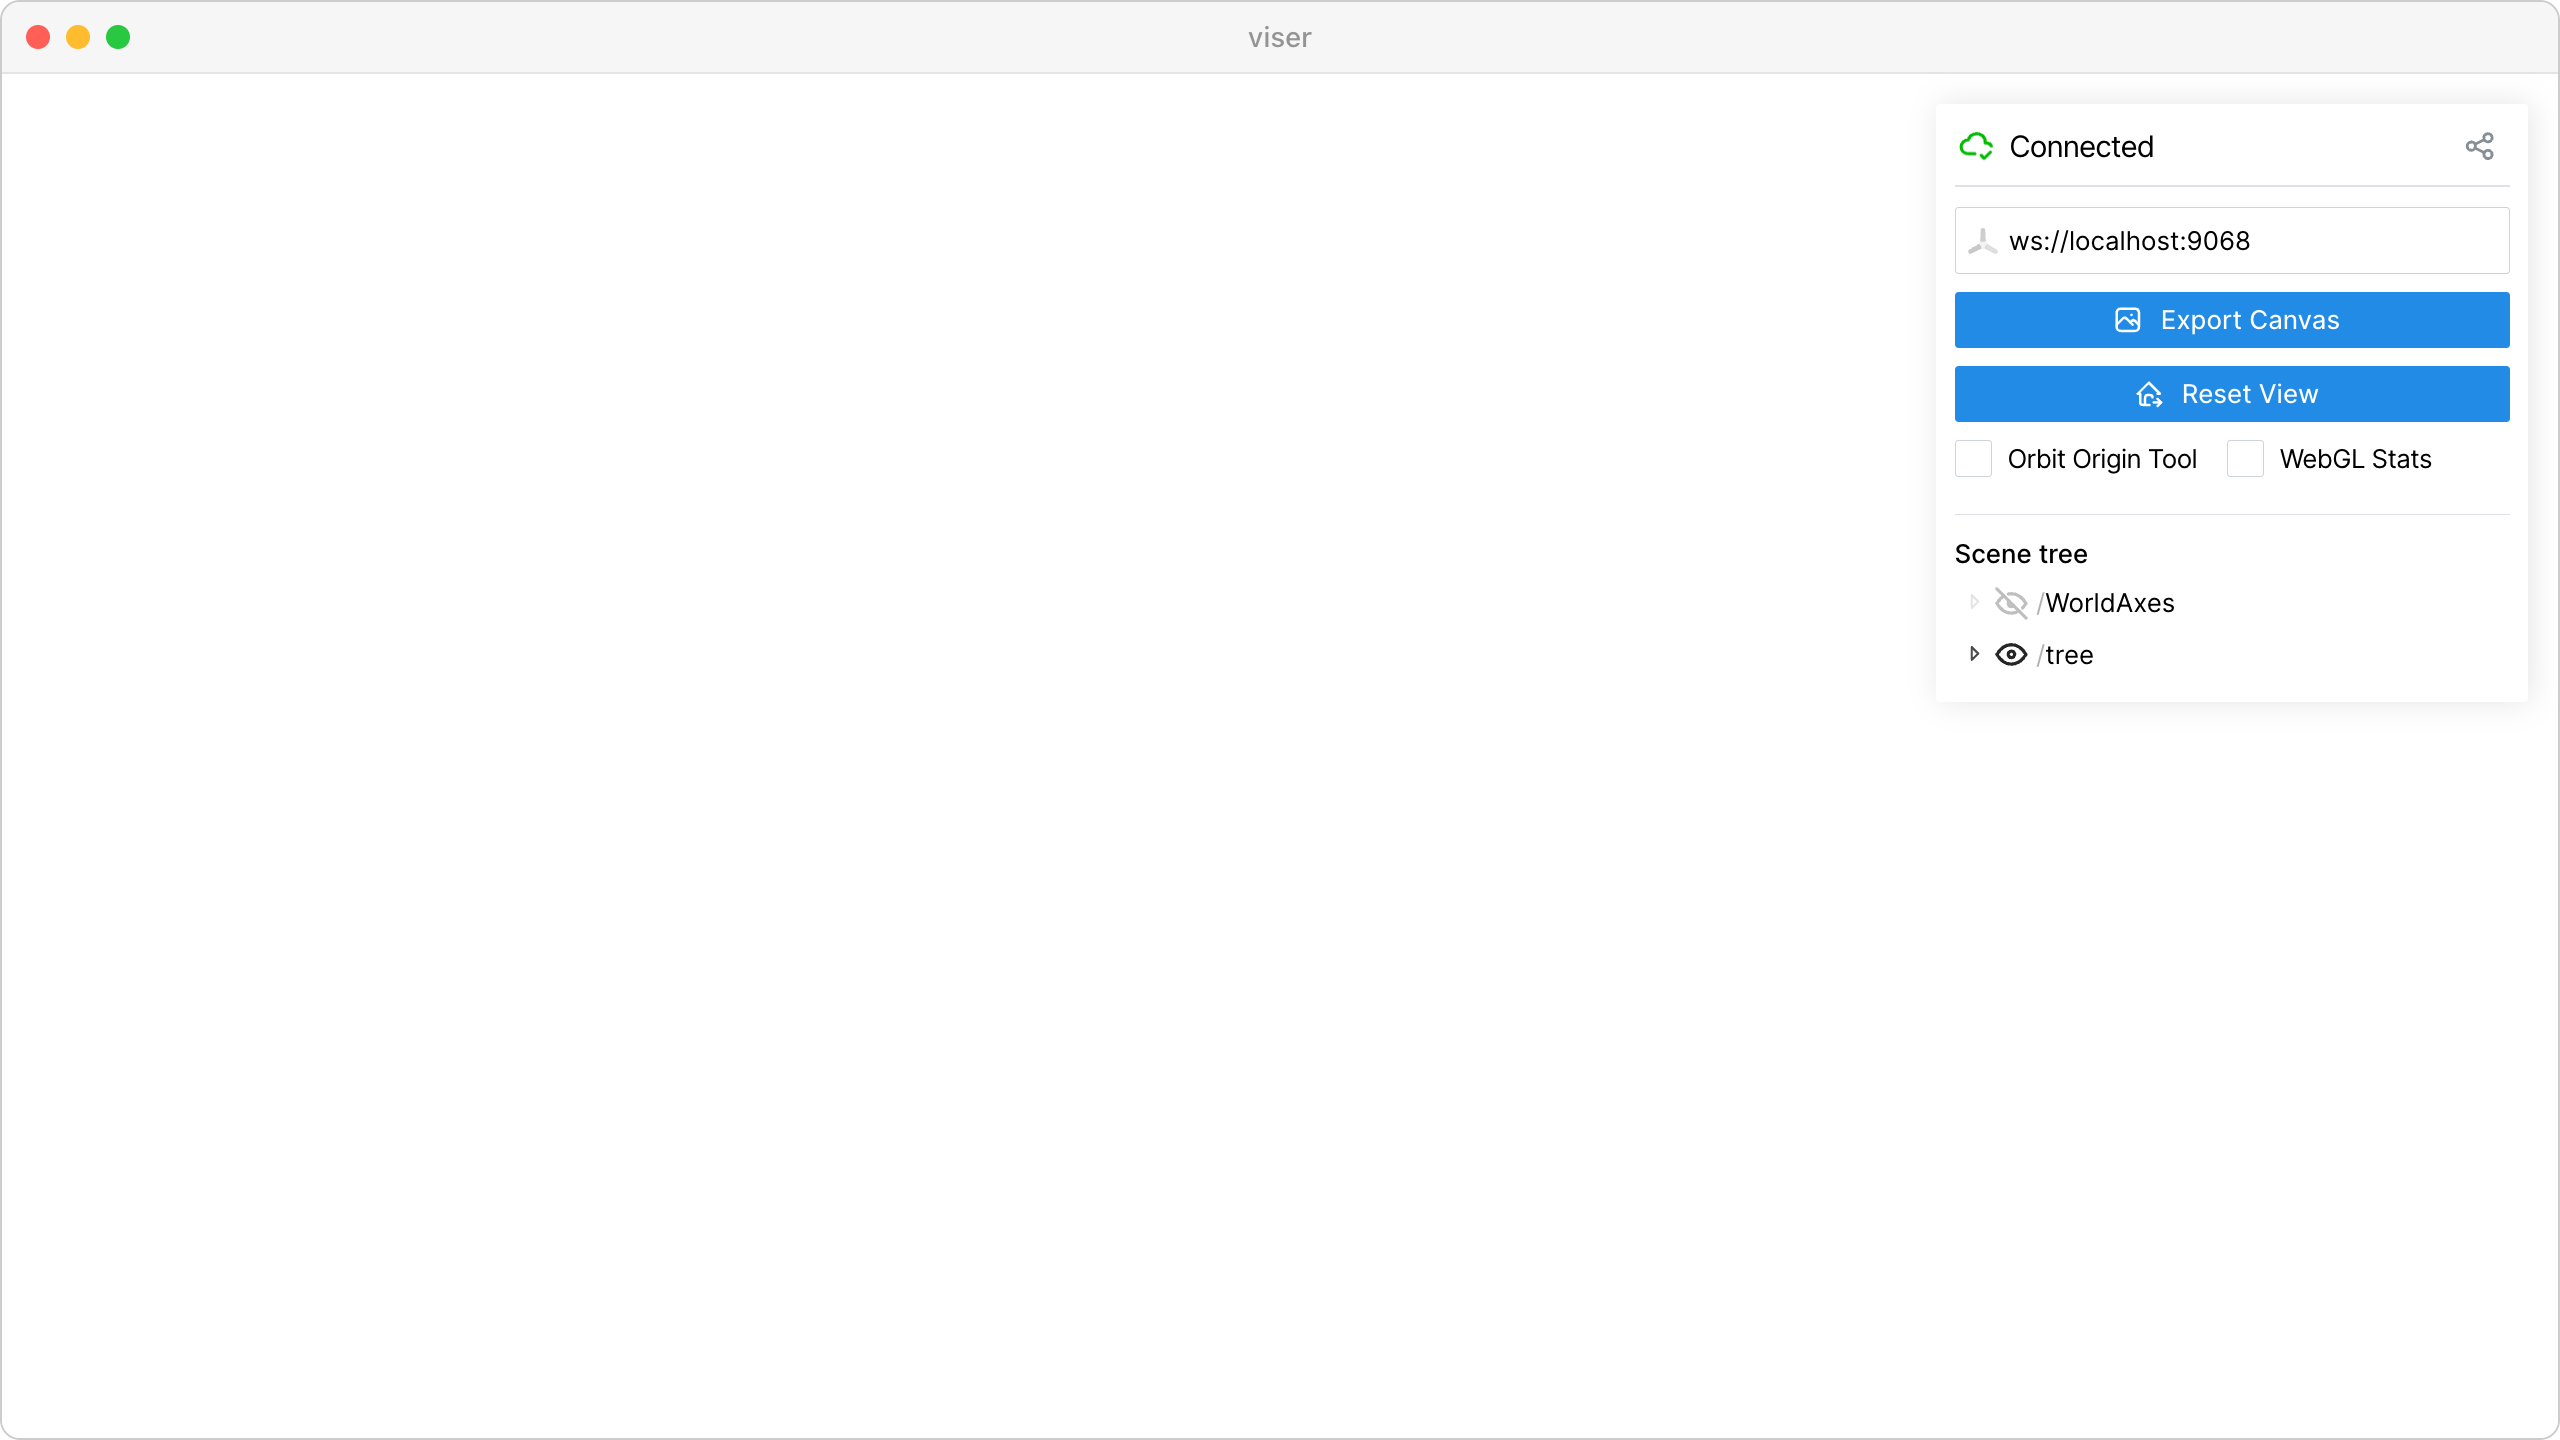 viser
Connected
ws://localhost:9068
Export Canvas
Reset View
Orbit Origin Tool WebGL Stats
Scene tree
/WorldAxes
/tree